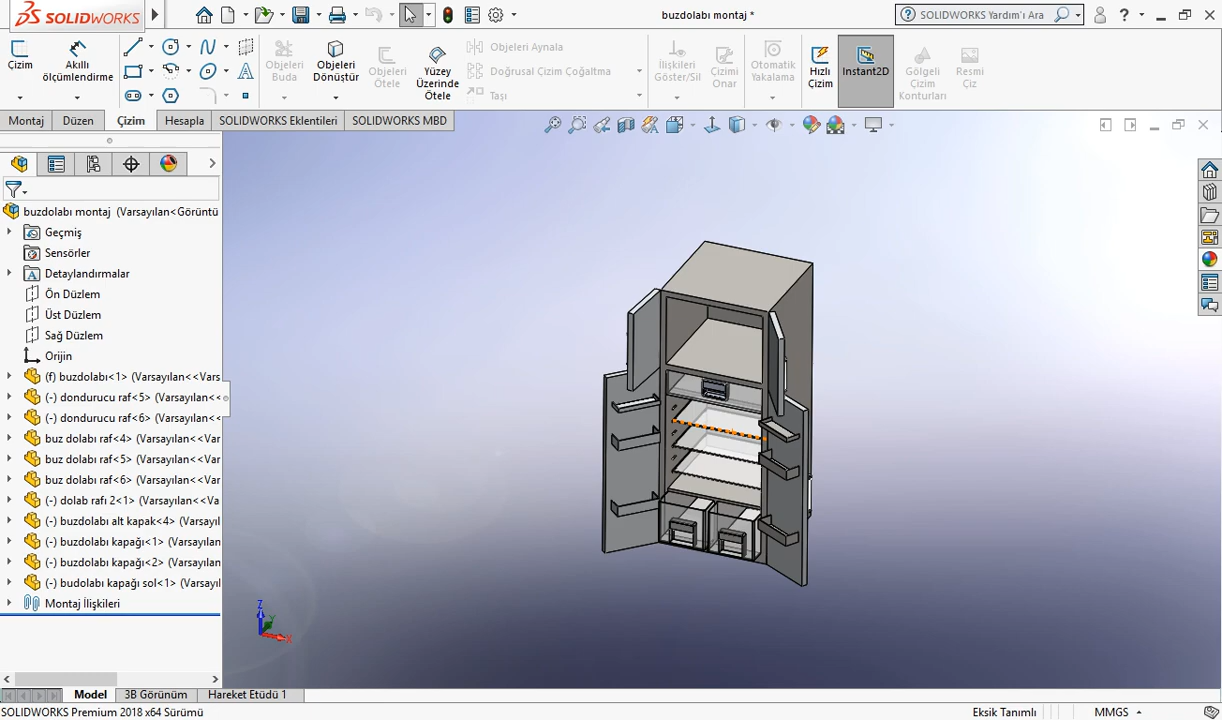 SOLIDWORKS
buzdolabı montaj *
SOLIDWORKS Yardım'ı Ara
Çizim
Akıllı ölçümlendirme
Objeleri Buda
Objeleri Dönüştür
Objeleri Ötele
Yüzey Üzerinde Ötele
Objeleri Aynala
Doğrusal Çizim Çoğaltma
Taşı
İlişkileri Göster/Sil
Çizimi Onar
Otomatik Yakalama
Hızlı Çizim
Instant2D
Gölgeli Çizim Konturları
Resmi Çiz
Montaj Düzen Çizim Hesapla SOLIDWORKS Eklentileri SOLIDWORKS MBD
buzdolabı montaj (Varsayılan<Görüntü
Geçmiş
Sensörler
Detaylandırmalar
Ön Düzlem
Üst Düzlem
Sağ Düzlem
Orijin
(f) buzdolabı<1> (Varsayılan<<Vars
(-) dondurucu raf<5> (Varsayılan<<
(-) dondurucu raf<6> (Varsayılan<<
buz dolabı raf<4> (Varsayılan<<Var
buz dolabı raf<5> (Varsayılan<<Var
buz dolabı raf<6> (Varsayılan<<Var
(-) dolab rafı 2<1> (Varsayılan<<Va
(-) buzdolabı alt kapak<4> (Varsayıl
(-) buzdolabı kapağı<1> (Varsayılan
(-) buzdolabı kapağı<2> (Varsayılan
(-) budolabı kapağı sol<1> (Varsayıl
Montaj İlişkileri
Z
Y
X
Model 3B Görünüm Hareket Etüdü 1
SOLIDWORKS Premium 2018 x64 Sürümü
Eksik Tanımlı
MMGS